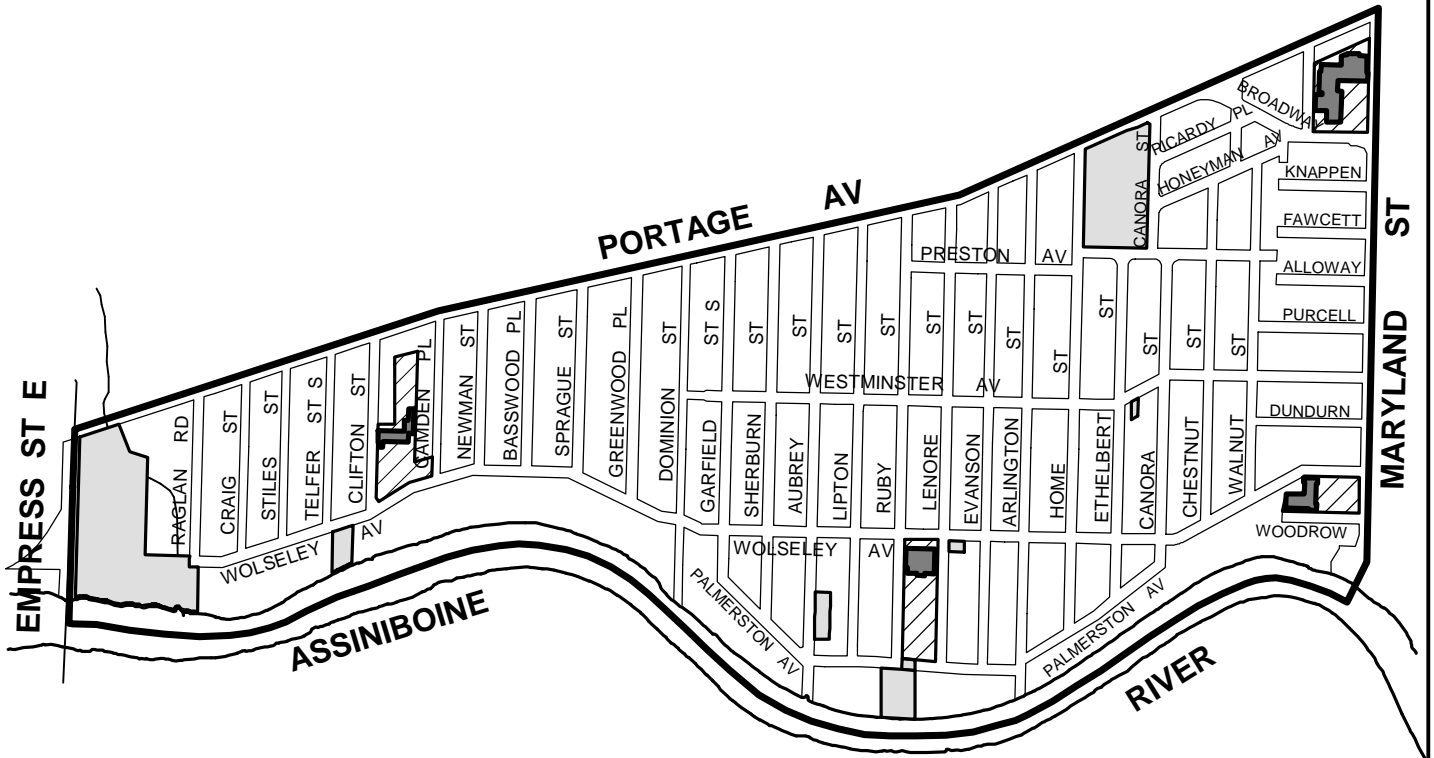 BROADWAY
PICARDY PL
HONEYMAN AV
CANORA ST
KNAPPEN
FAWCETT
ALLOWAY
PURCELL
DUNDURN
WOODROW
MARYLAND ST
PORTAGE AV
PRESTON AV
WESTMINSTER AV
EMPRESS ST E
RAGLAN RD
CRAIG ST
STILES ST
TELFER ST S
CLIFTON ST
CAMDEN PL
NEWMAN ST
BASSWOOD PL
SPRAGUE ST
GREENWOOD PL
DOMINION ST
GARFIELD ST S
SHERBURN ST
AUBREY ST
LIPTON ST
RUBY ST
LENORE ST
EVANSON ST
ARLINGTON ST
HOME ST
ETHELBERT ST
CANORA ST
CHESTNUT ST
WALNUT ST
WOLSELEY AV
WOLSELEY AV
PALMERSTON AV
PALMERSTON AV
ASSINIBOINE RIVER